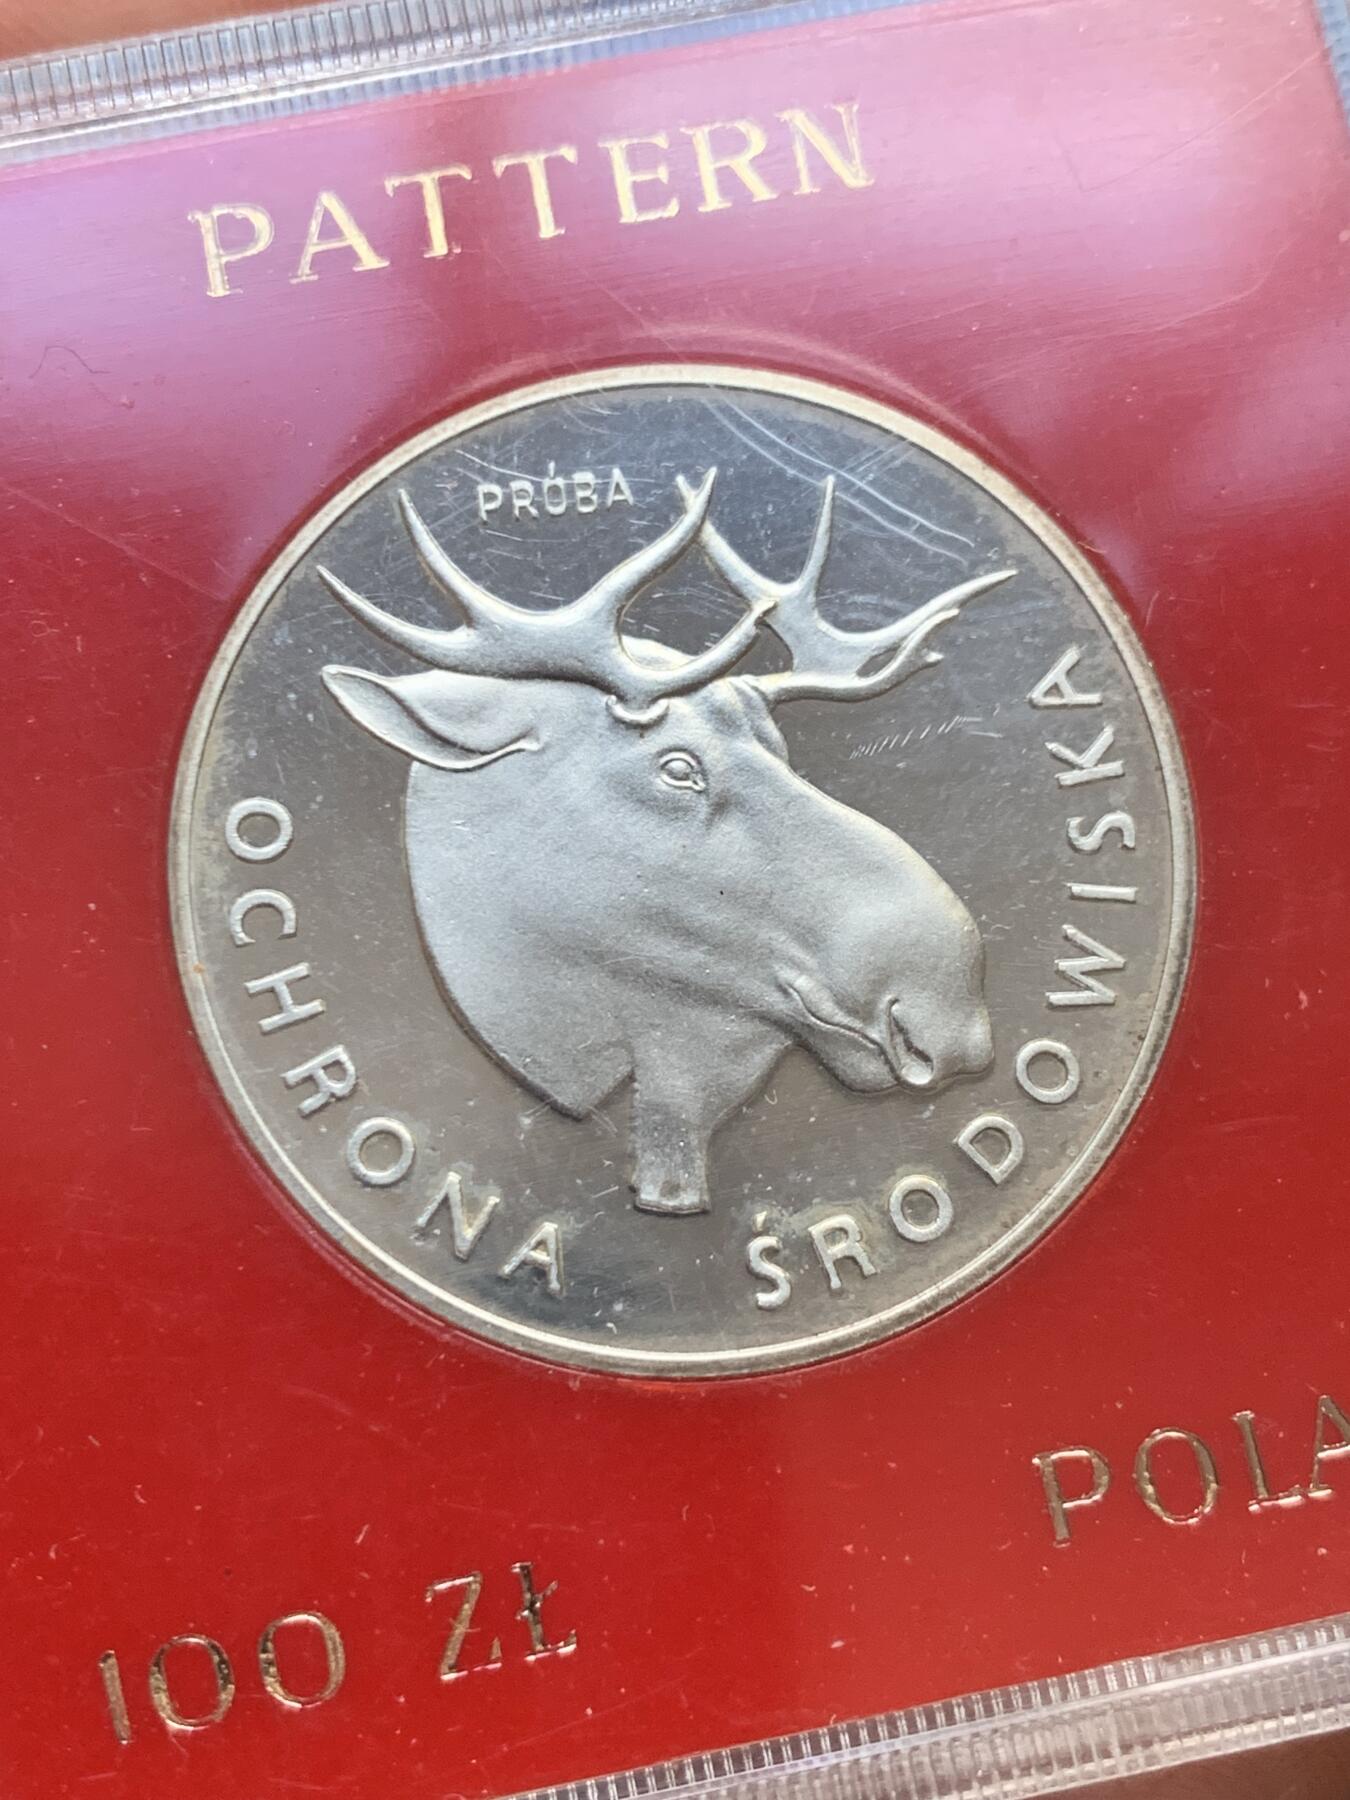 PATTERN
PRÓBA
OCHRONA ŚRODOWISKA
100 ZŁ
POLA